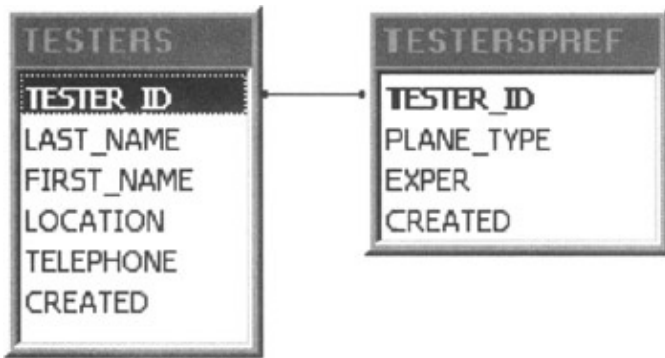 TESTERS
TESTER_ID
LAST_NAME
FIRST_NAME
LOCATION
TELEPHONE
CREATED
TESTERSPREF
TESTER_ID
PLANE_TYPE
EXPER
CREATED